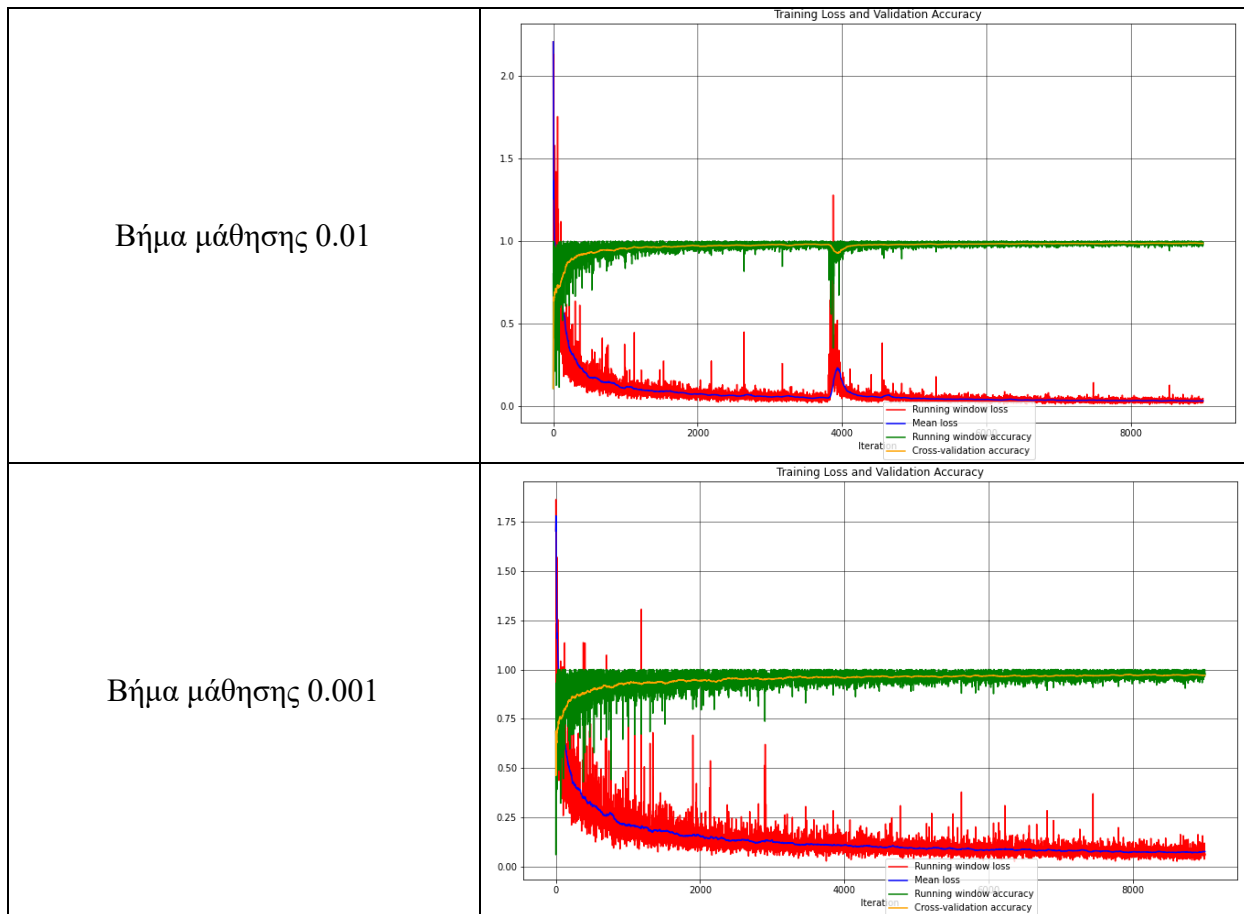 Training Loss and Validation Accuracy
2.0
1.5
Βήμα μάθησης 0.01
1.0
0.5
0.0
Running window loss
Mean loss
Running window accuracy
Cross-validation accuracy
0
2000
4000
6000
8000
Iteration
Training Loss and Validation Accuracy
1.75
1.50
1.25
1.00
Βήμα μάθησης 0.001
0.75
0.50
0.25
0.00
Running window loss
Mean loss
Running window accuracy
Cross-validation accuracy
0
2000
4000
6000
8000
Iteration